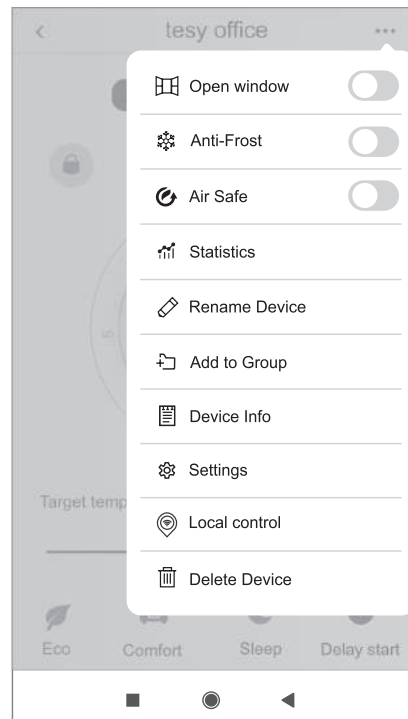 tesy office
Open window
Anti-Frost
Air Safe
Statistics
Rename Device
Add to Group
Device Info
Settings
Local control
Delete Device
Target temp
Eco Comfort Sleep Delay start